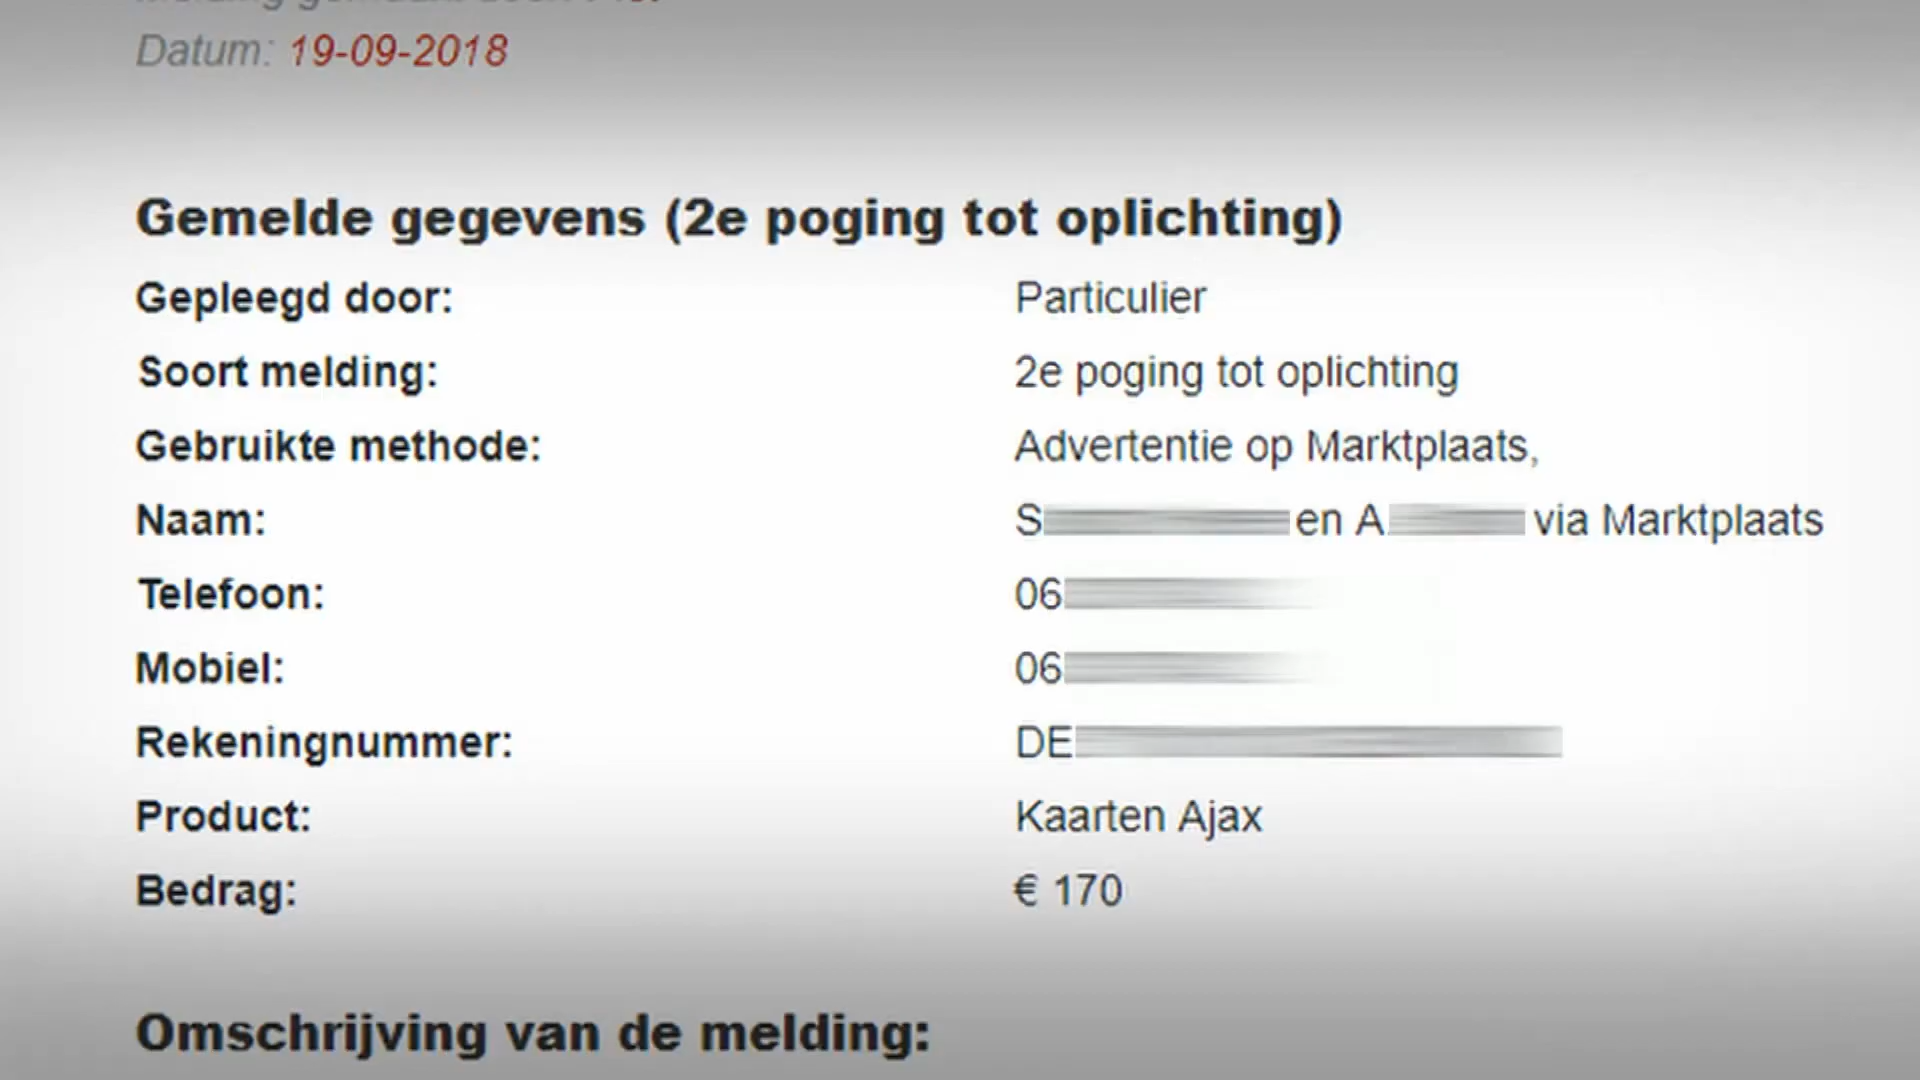 Datum: 19-09-2018
Gemelde gegevens (2e poging tot oplichting)
Gepleegd door: Particulier
Soort melding: 2e poging tot oplichting
Gebruikte methode: Advertentie op Marktplaats,
Naam: S en A via Marktplaats
Telefoon: 06
Mobiel: 06
Rekeningnummer: DE
Product: Kaarten Ajax
Bedrag: € 170
Omschrijving van de melding: